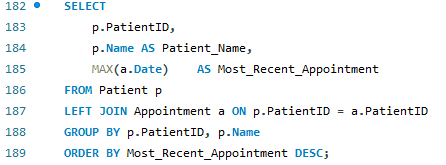 182 SELECT
183 p.PatientID,
184 p.Name AS Patient_Name,
185 MAX(a.Date) AS Most_Recent_Appointment
186 FROM Patient p
187 LEFT JOIN Appointment a ON p.PatientID = a.PatientID
188 GROUP BY p.PatientID, p.Name
189 ORDER BY Most_Recent_Appointment DESC;